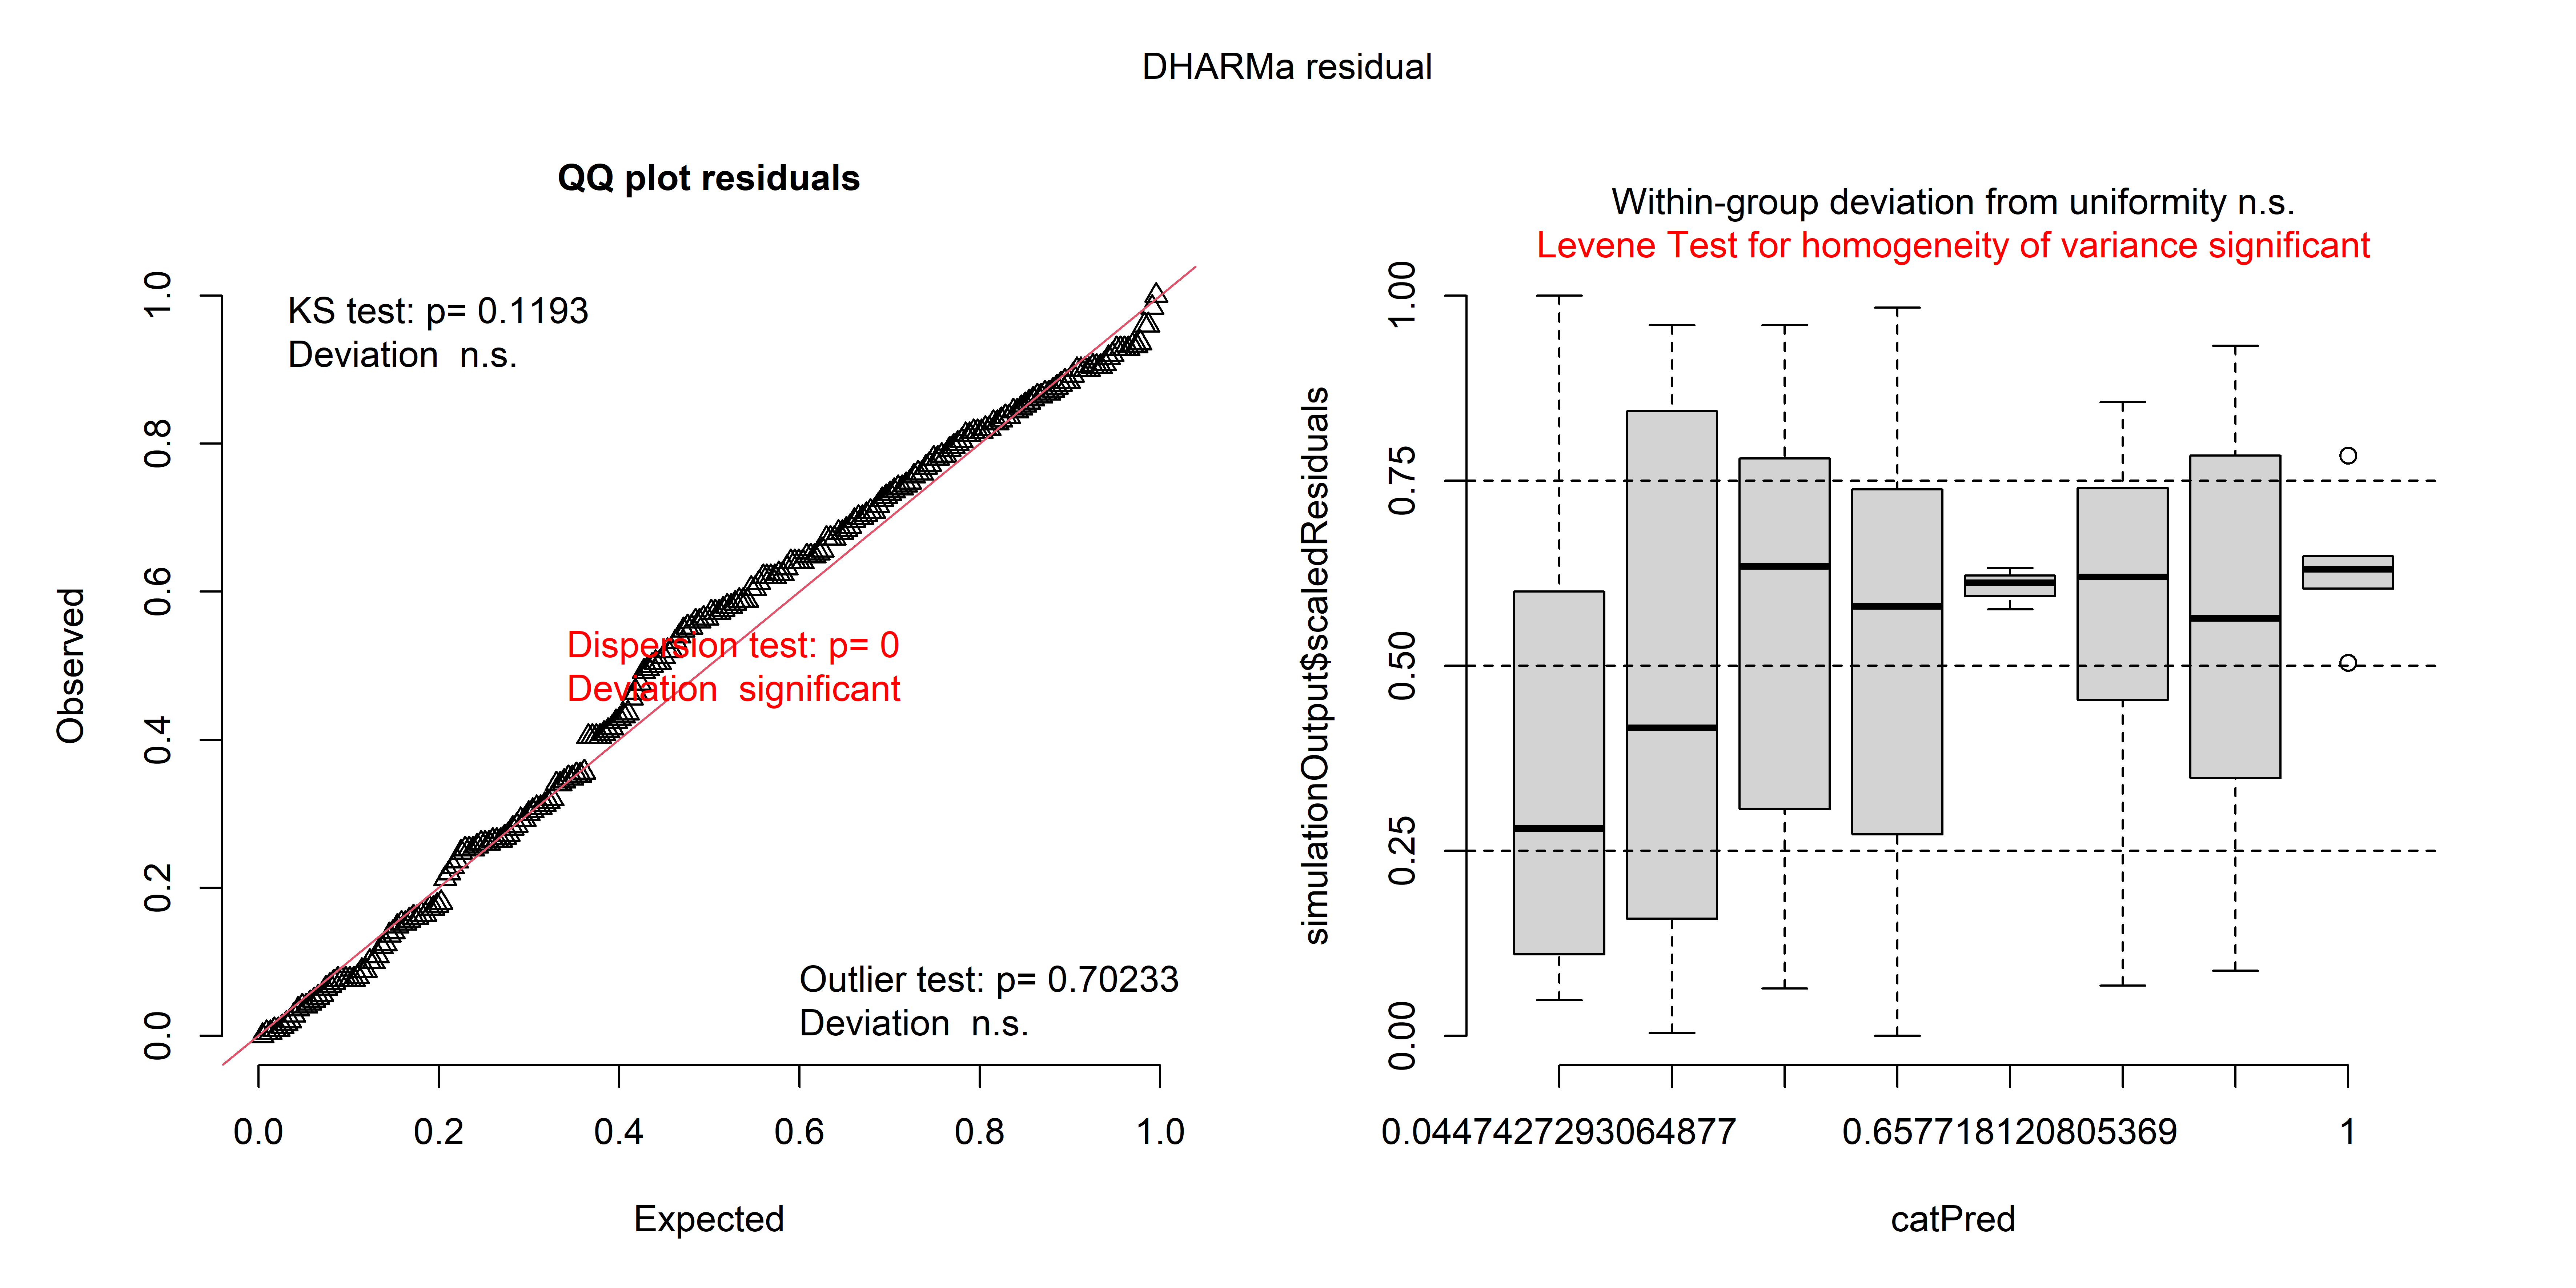 DHARMa residual
QQ plot residuals
KS test: p= 0.1193
Deviation  n.s.
Dispersion test: p= 0
Deviation  significant
Outlier test: p= 0.70233
Deviation  n.s.
Observed
0.0
0.2
0.4
0.6
0.8
1.0
0.0 0.2 0.4 0.6 0.8 1.0
Expected
Within-group deviation from uniformity n.s.
Levene Test for homogeneity of variance significant
simulationOutput$scaledResiduals
0.00
0.25
0.50
0.75
1.00
0.0447427293064877 0.657718120805369 1
catPred